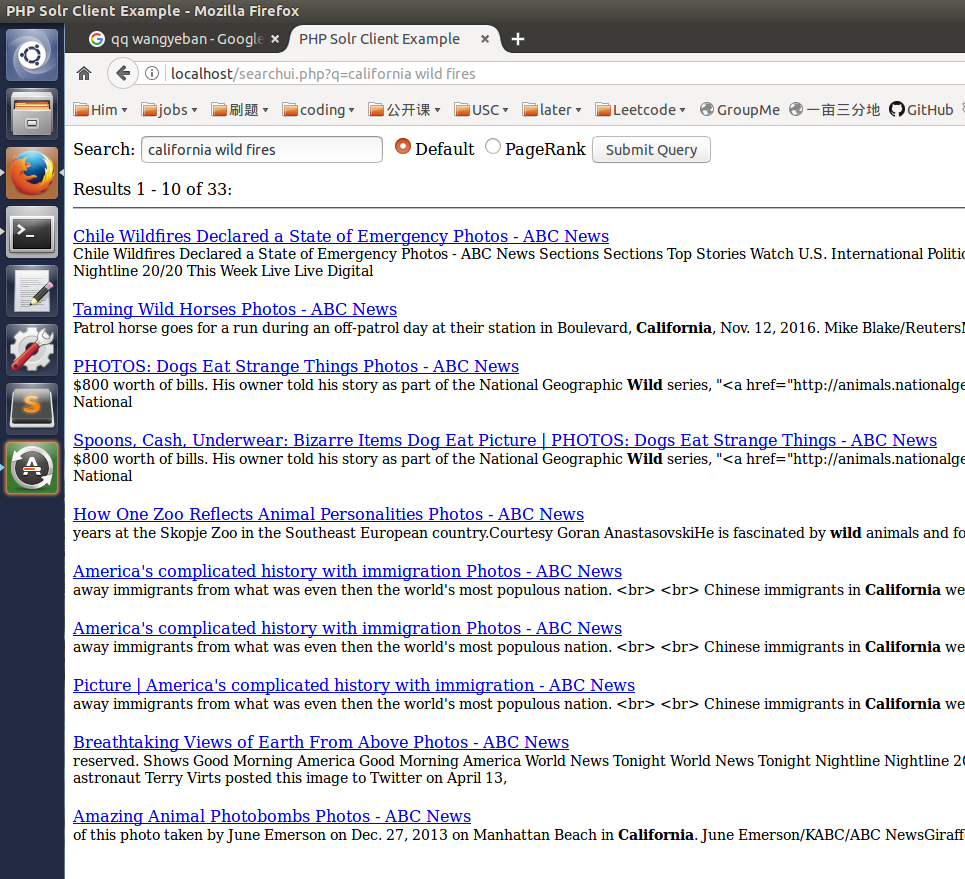 PHP Solr Client Example - Mozilla Firefox
qq wangyeban - Google
PHP Solr Client Example
localhost/searchui.php?q=california wild fires
Him jobs 刷题 coding 公开课 USC later Leetcode GroupMe 一亩三分地 GitHub
Search: california wild fires Default PageRank Submit Query
Results 1 - 10 of 33:
Chile Wildfires Declared a State of Emergency Photos - ABC News
Chile Wildfires Declared a State of Emergency Photos - ABC News Sections Sections Top Stories Watch U.S. International Politic
Nightline 20/20 This Week Live Live Digital
Taming Wild Horses Photos - ABC News
Patrol horse goes for a run during an off-patrol day at their station in Boulevard, California, Nov. 12, 2016. Mike Blake/ReutersM
PHOTOS: Dogs Eat Strange Things Photos - ABC News
$800 worth of bills. His owner told his story as part of the National Geographic Wild series, "<a href="http://animals.nationalge
National
Spoons, Cash, Underwear: Bizarre Items Dog Eat Picture | PHOTOS: Dogs Eat Strange Things - ABC News
$800 worth of bills. His owner told his story as part of the National Geographic Wild series, "<a href="http://animals.nationalge
National
How One Zoo Reflects Animal Personalities Photos - ABC News
years at the Skopje Zoo in the Southeast European country.Courtesy Goran AnastasovskiHe is fascinated by wild animals and fo
America's complicated history with immigration Photos - ABC News
away immigrants from what was even then the world's most populous nation. <br> <br> Chinese immigrants in California we
America's complicated history with immigration Photos - ABC News
away immigrants from what was even then the world's most populous nation. <br> <br> Chinese immigrants in California we
Picture | America's complicated history with immigration - ABC News
away immigrants from what was even then the world's most populous nation. <br> <br> Chinese immigrants in California we
Breathtaking Views of Earth From Above Photos - ABC News
reserved. Shows Good Morning America Good Morning America World News Tonight World News Tonight Nightline Nightline 20
astronaut Terry Virts posted this image to Twitter on April 13,
Amazing Animal Photobombs Photos - ABC News
of this photo taken by June Emerson on Dec. 27, 2013 on Manhattan Beach in California. June Emerson/KABC/ABC NewsGiraff